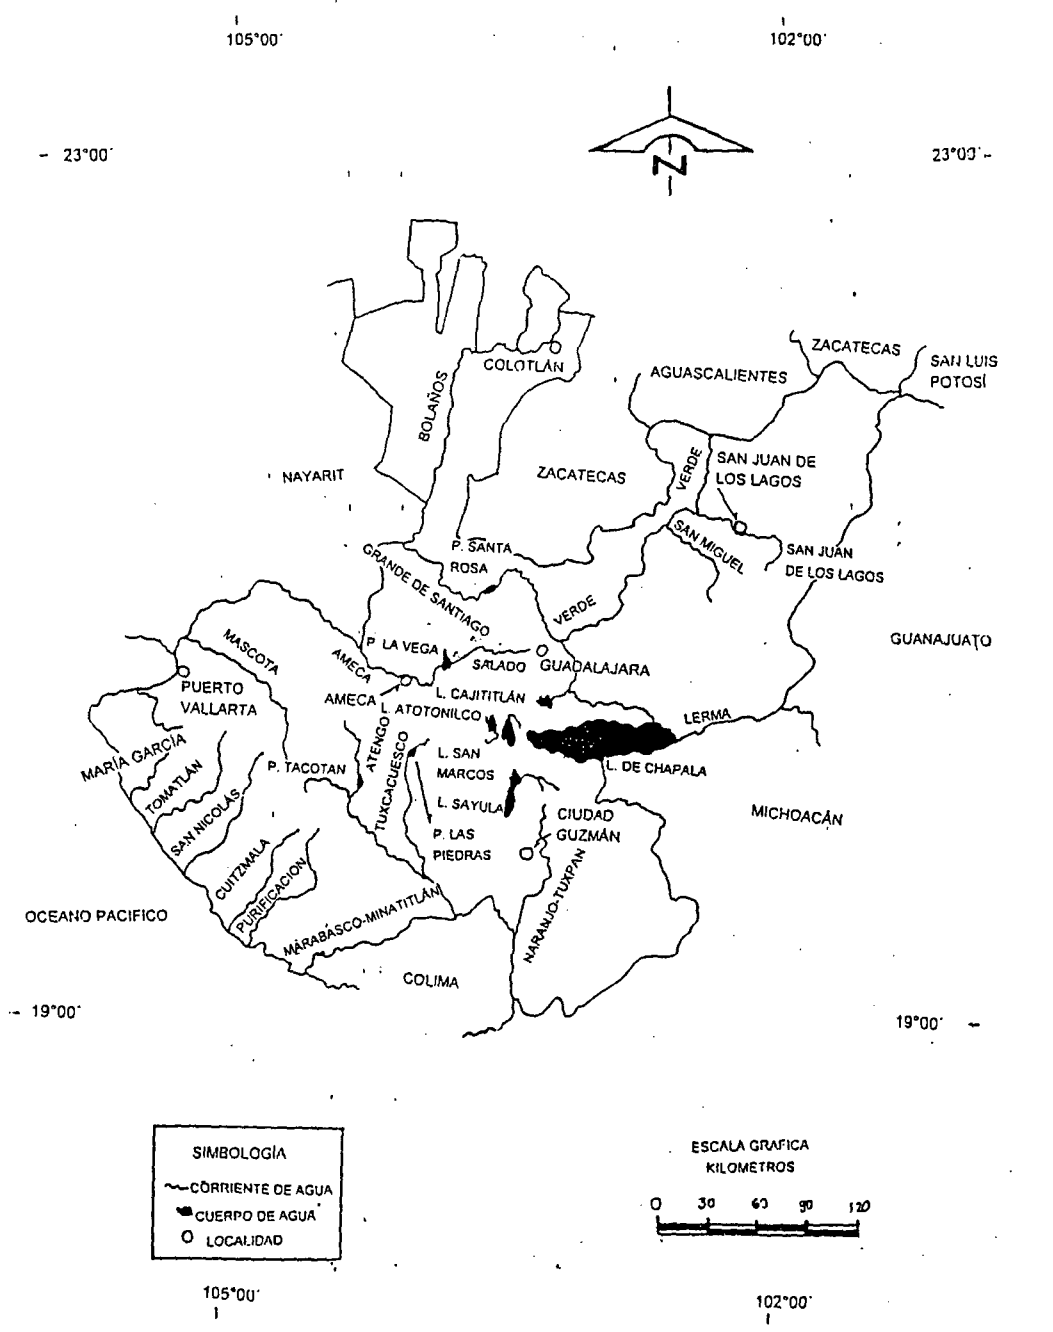 105°00'
102°00'
23°00'
23°00'
N
ZACATECAS
SAN LUIS
POTOSÍ
COLOTLÁN
AGUASCALIENTES
BOLAÑOS
NAYARIT
ZACATECAS
VERDE
SAN JUAN DE
LOS LAGOS
SAN MIGUEL
SAN JUAN
DE LOS LAGOS
P. SANTA
ROSA
GRANDE DE SANTIAGO
VERDE
GUANAJUATO
MASCOTA
P. LA VEGA
SALADO
GUADALAJARA
AMECA
AMECA
PUERTO
VALLARTA
L. CAJITITLÁN
L. ATOTONILCO
LERMA
MARÍA GARCÍA
ATENGO
TUXCACUESCO
L. SAN
MARCOS
L. DE CHAPALA
P. TACOTAN
TOMATLÁN
L. SAYULA
SAN NICOLÁS
CIUDAD
GUZMÁN
MICHOACÁN
P. LAS
PIEDRAS
CUITZMALA
PURIFICACION
NARANJO-TUXPAN
OCEANO PACIFICO
MARABASCO-MINATITLÁN
COLIMA
19°00'
19°00'
SIMBOLOGÍA
CORRIENTE DE AGUA
CUERPO DE AGUA
LOCALIDAD
ESCALA GRAFICA
KILOMETROS
0 30 60 90 120
105°00'
102°00'